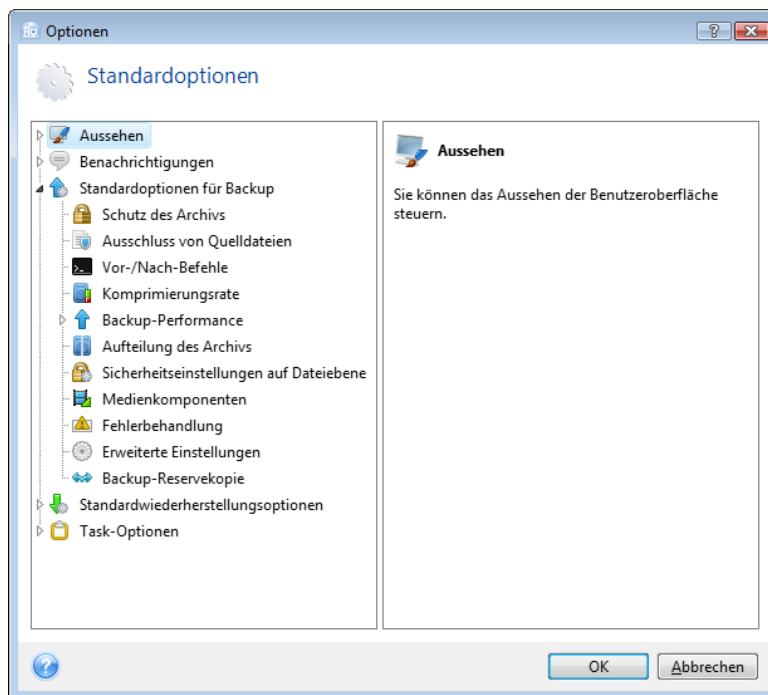 Optionen
Standardoptionen
Aussehen
Benachrichtigungen
Standardoptionen für Backup
Schutz des Archivs
Ausschluss von Quelldateien
Vor-/Nach-Befehle
Komprimierungsrate
Backup-Performance
Aufteilung des Archivs
Sicherheitseinstellungen auf Dateiebene
Medienkomponenten
Fehlerbehandlung
Erweiterte Einstellungen
Backup-Reservekopie
Standardwiederherstellungsoptionen
Task-Optionen
Aussehen
Sie können das Aussehen der Benutzeroberfläche
steuern.
OK
Abbrechen